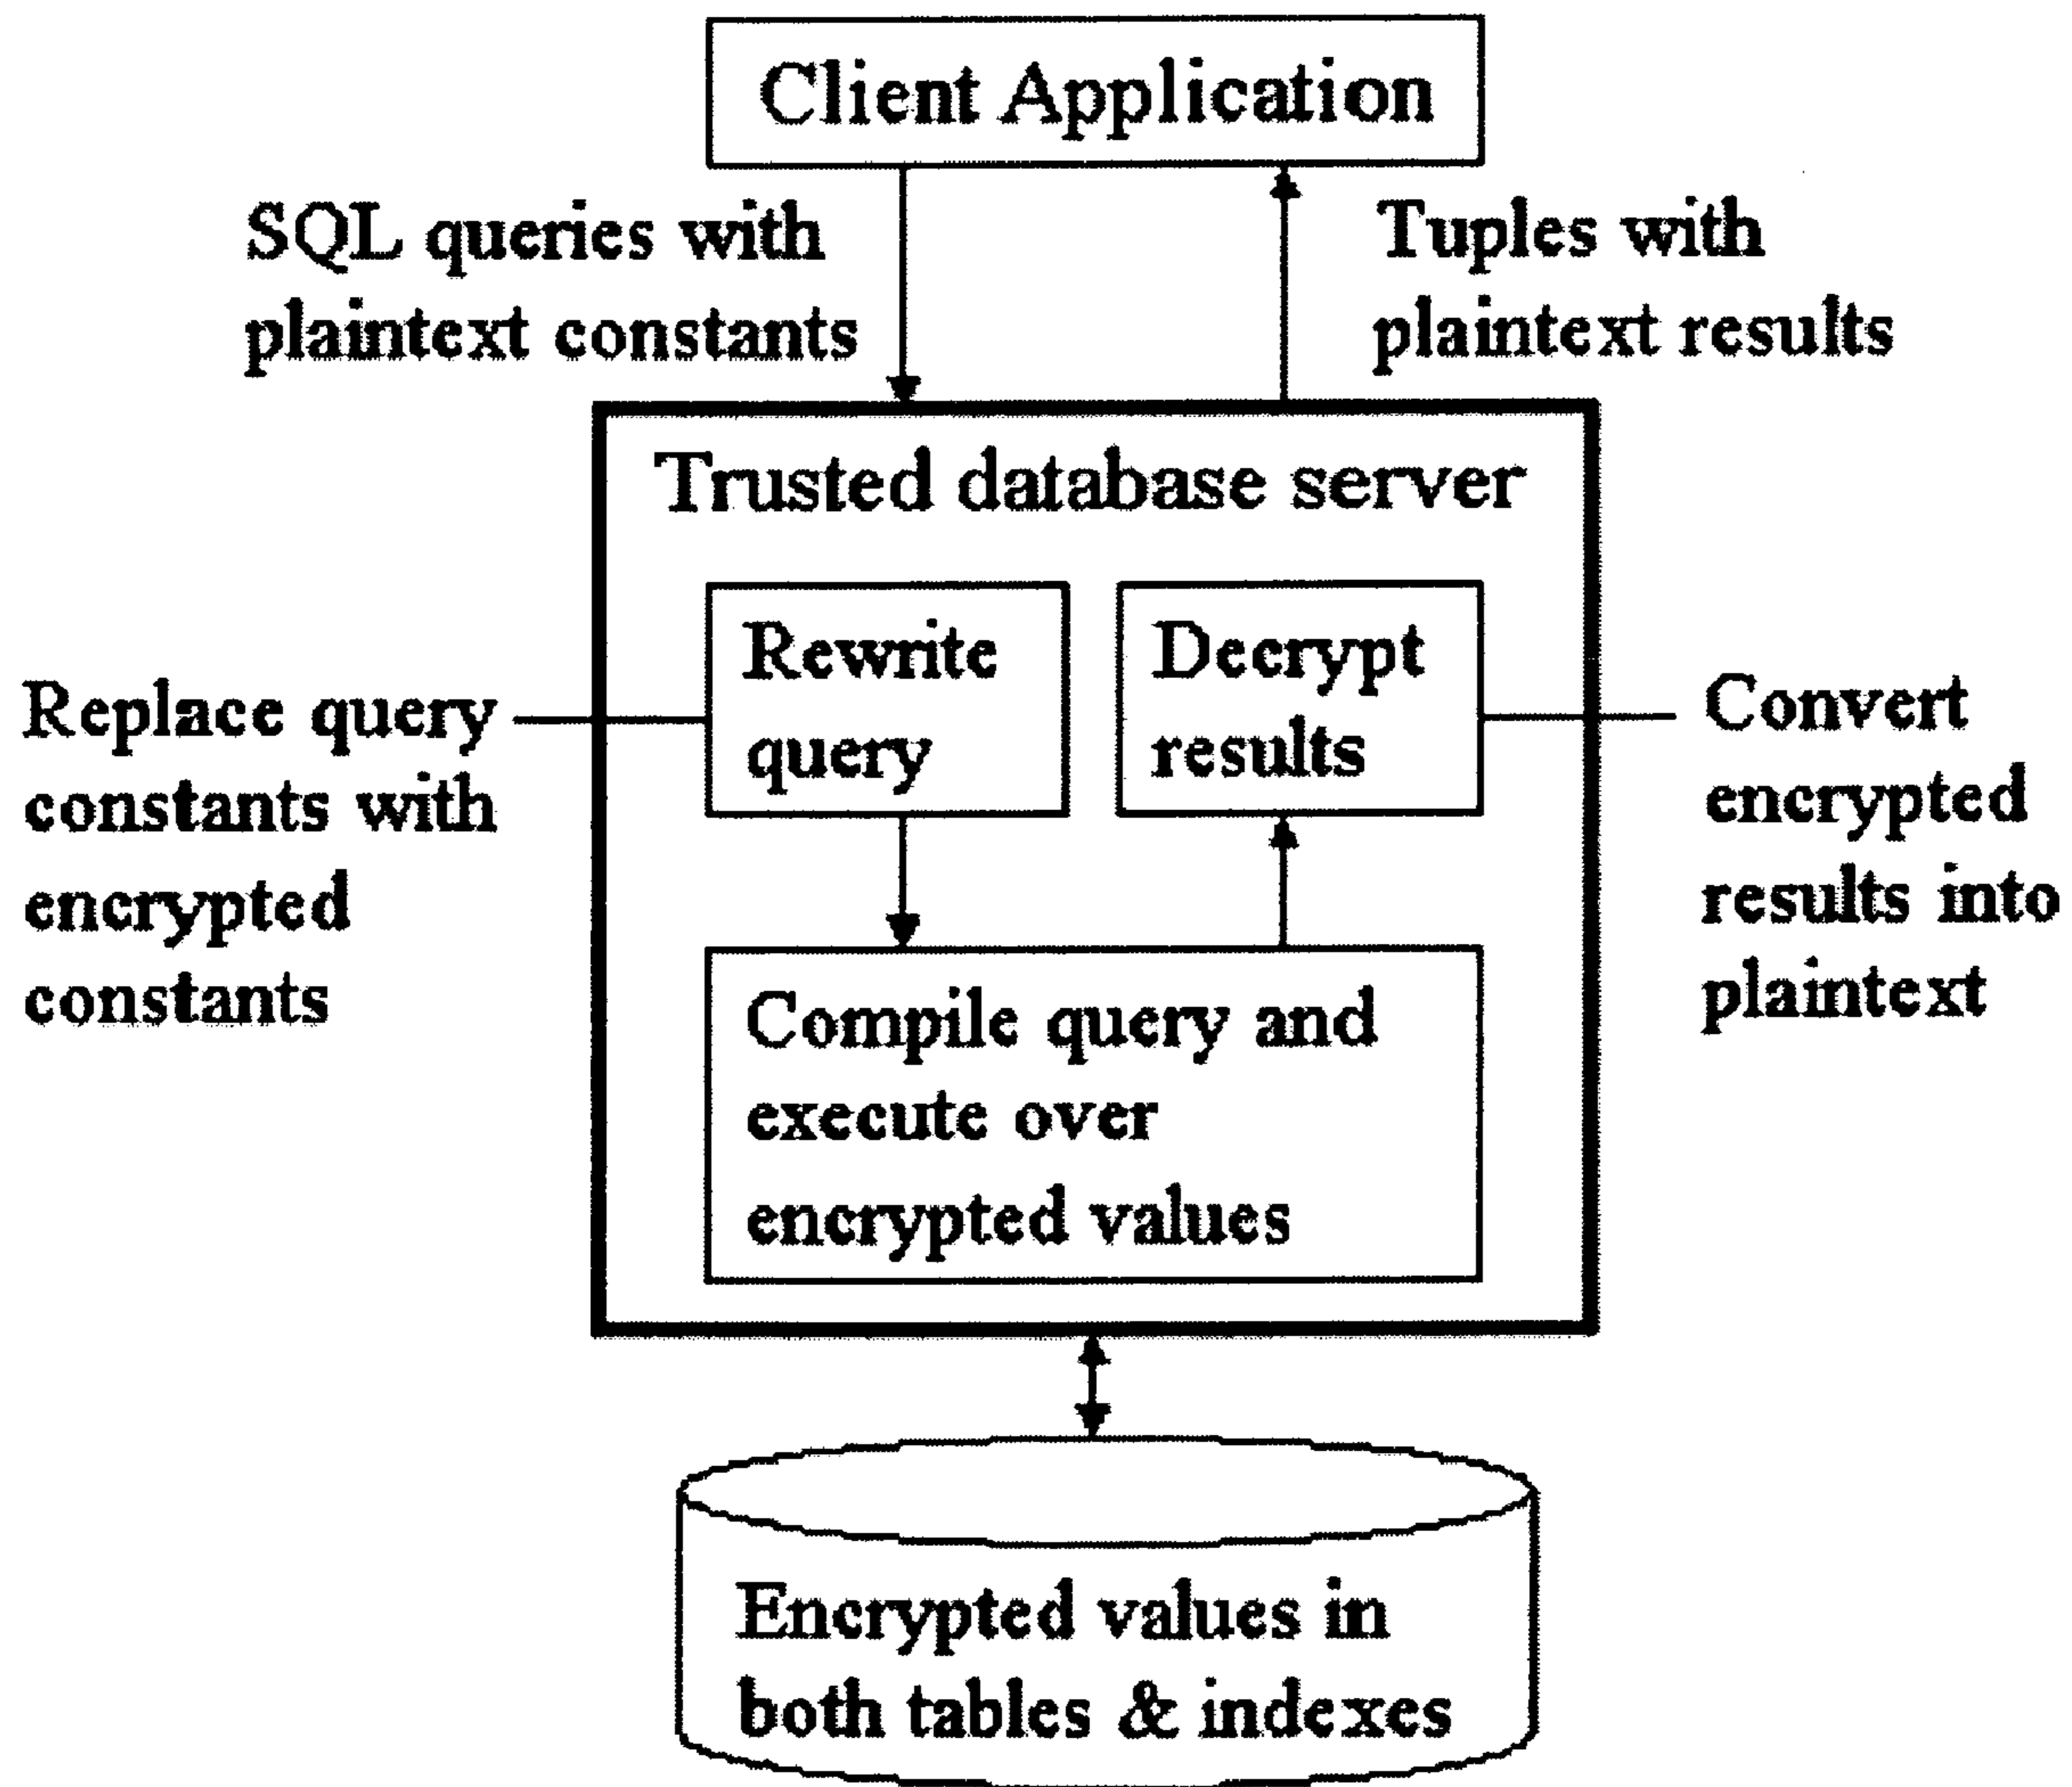 Client Application
SQL queries with
plaintext constants
Tuples with
plaintext results
Trusted database server
Rewrite
query
Decrypt
results
Replace query
constants with
encrypted
constants
Convert
encrypted
results into
plaintext
Compile query and
execute over
encrypted values
Encrypted values in
both tables & indexes